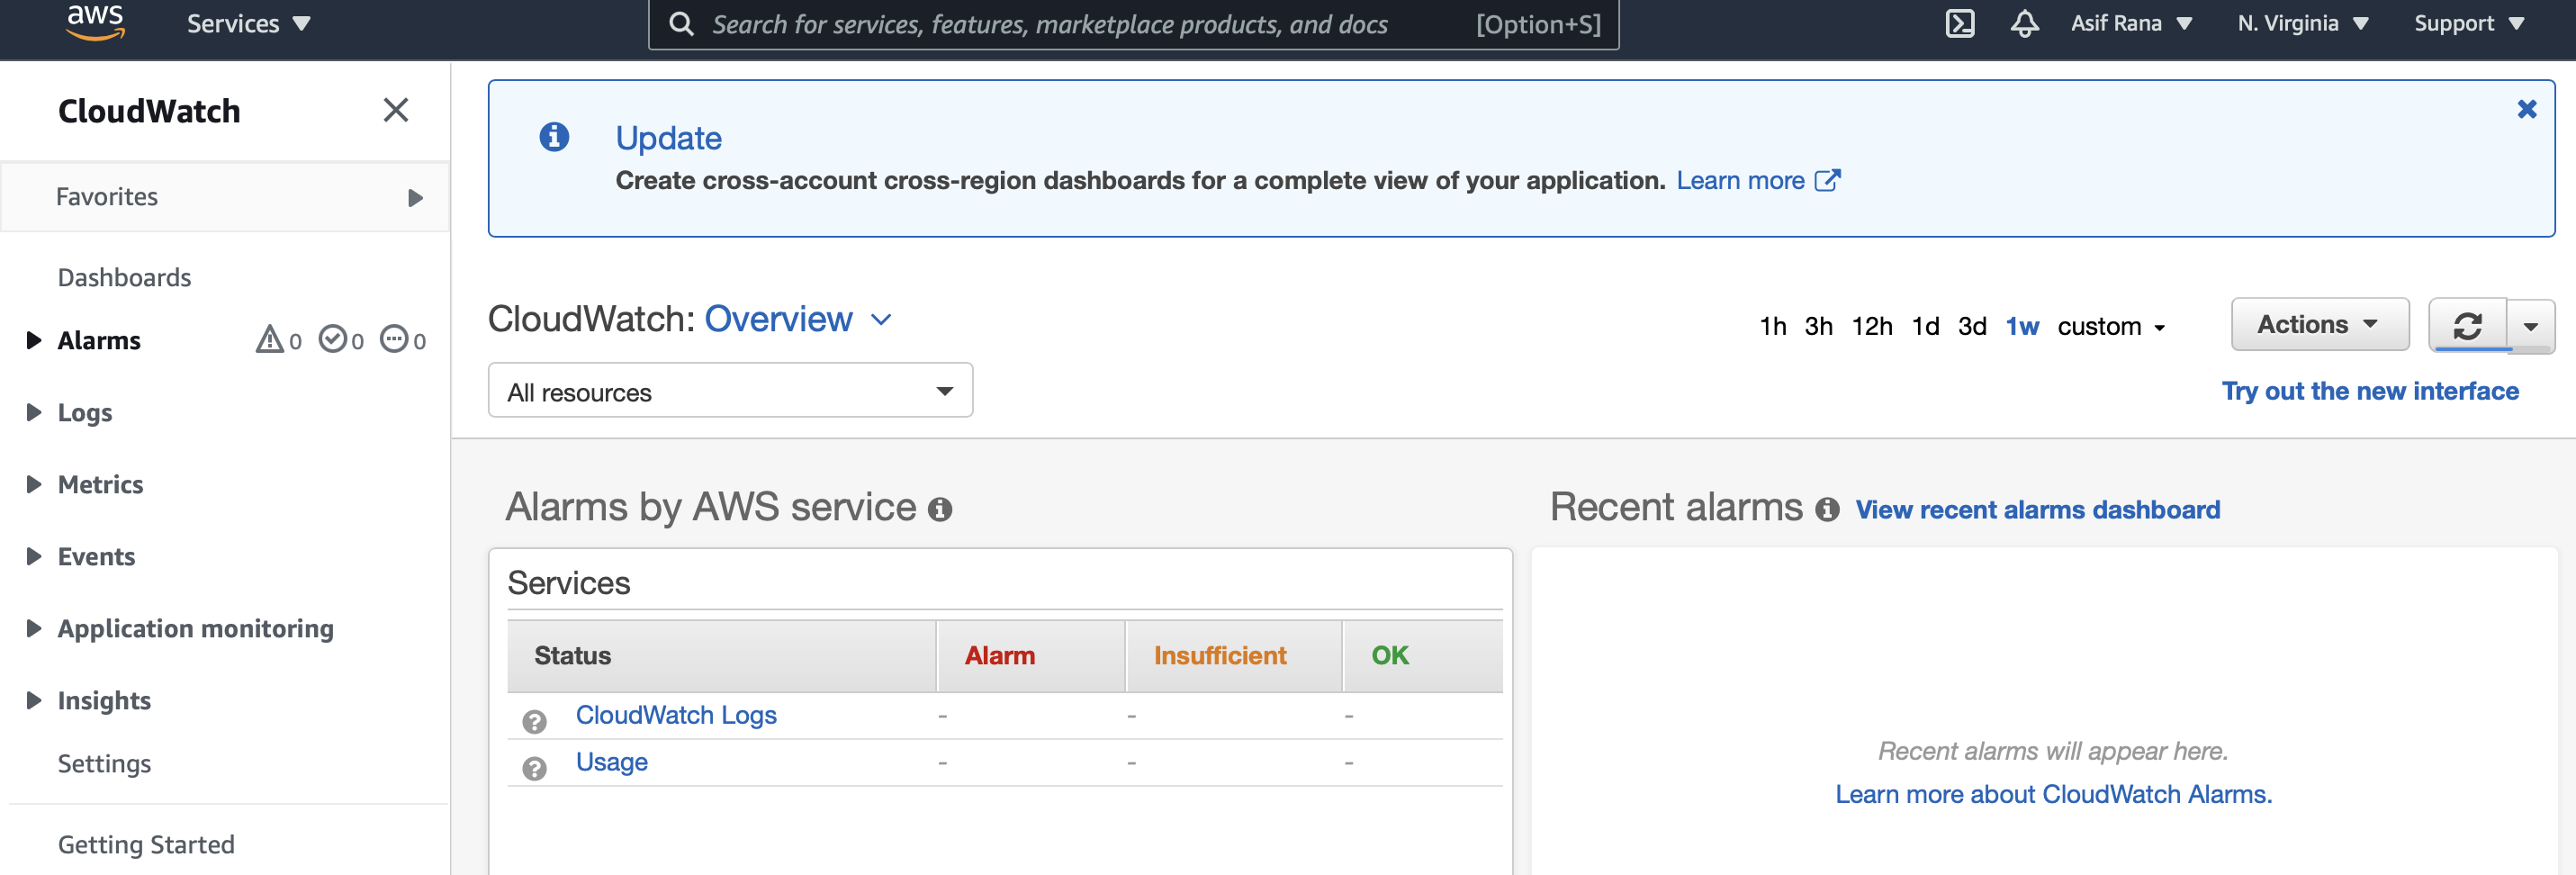 aws
Services
Search for services, features, marketplace products, and docs [Option+S]
Asif Rana
N. Virginia
Support
CloudWatch
Favorites
Dashboards
Alarms 0 0 0
Logs
Metrics
Events
Application monitoring
Insights
Settings
Getting Started
Update
Create cross-account cross-region dashboards for a complete view of your application. Learn more
CloudWatch: Overview
1h 3h 12h 1d 3d 1w custom
Actions
All resources
Try out the new interface
Alarms by AWS service
Services
Status Alarm Insufficient OK
CloudWatch Logs - - -
Usage - - -
Recent alarms View recent alarms dashboard
Recent alarms will appear here.
Learn more about CloudWatch Alarms.